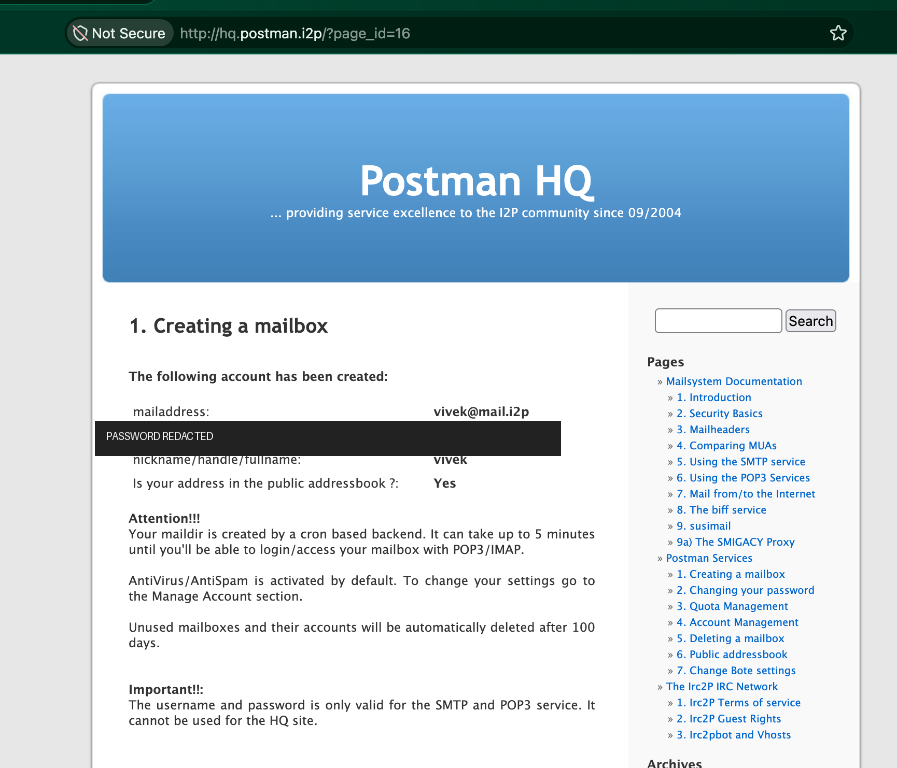 Not Secure http://hq.postman.i2p/?page_id=16
Postman HQ
... providing service excellence to the I2P community since 09/2004
1. Creating a mailbox
The following account has been created:
mailaddress: vivek@mail.i2p
PASSWORD REDACTED
nickname/handle/fullname: vivek
Is your address in the public addressbook ?: Yes
Attention!!!
Your maildir is created by a cron based backend. It can take up to 5 minutes
until you'll be able to login/access your mailbox with POP3/IMAP.
AntiVirus/AntiSpam is activated by default. To change your settings go to
the Manage Account section.
Unused mailboxes and their accounts will be automatically deleted after 100
days.
Important!!:
The username and password is only valid for the SMTP and POP3 service. It
cannot be used for the HQ site.
Search
Pages
» Mailsystem Documentation
» 1. Introduction
» 2. Security Basics
» 3. Mailheaders
» 4. Comparing MUAs
» 5. Using the SMTP service
» 6. Using the POP3 Services
» 7. Mail from/to the Internet
» 8. The biff service
» 9. susimail
» 9a) The SMIGACY Proxy
» Postman Services
» 1. Creating a mailbox
» 2. Changing your password
» 3. Quota Management
» 4. Account Management
» 5. Deleting a mailbox
» 6. Public addressbook
» 7. Change Bote settings
» The Irc2P IRC Network
» 1. Irc2P Terms of service
» 2. Irc2P Guest Rights
» 3. Irc2pbot and Vhosts
Archives